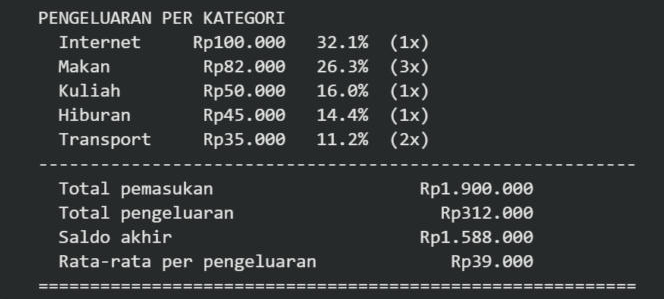 PENGELUARAN PER KATEGORI
Internet Rp100.000 32.1% (1x)
Makan Rp82.000 26.3% (3x)
Kuliah Rp50.000 16.0% (1x)
Hiburan Rp45.000 14.4% (1x)
Transport Rp35.000 11.2% (2x)
----------------------------------------------------------
Total pemasukan Rp1.900.000
Total pengeluaran Rp312.000
Saldo akhir Rp1.588.000
Rata-rata per pengeluaran Rp39.000
==========================================================